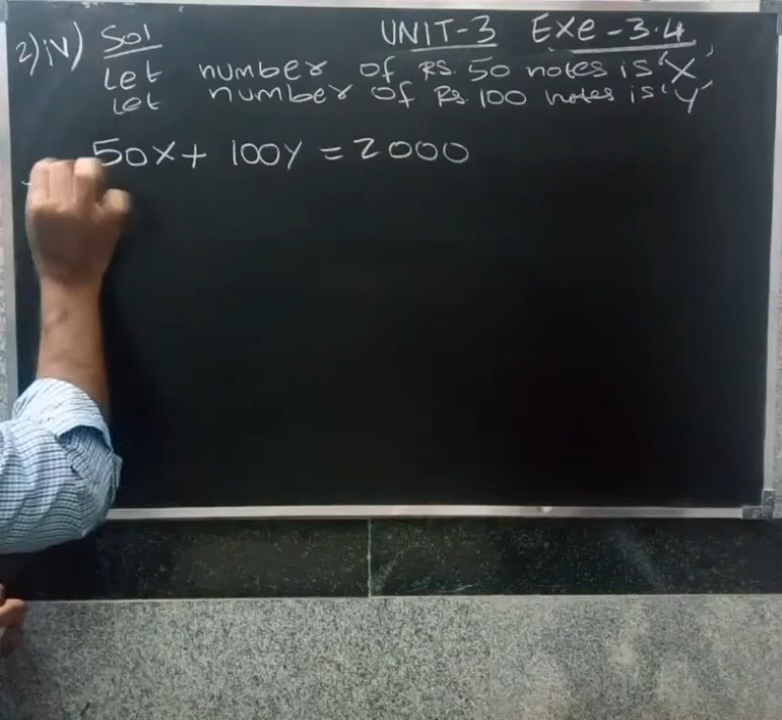 UNIT-3 Exe-3.4
2)iv) Sol
Let number of Rs. 50 notes is 'X'
Let number of Rs. 100 notes is 'Y'
50X + 100Y = 2000